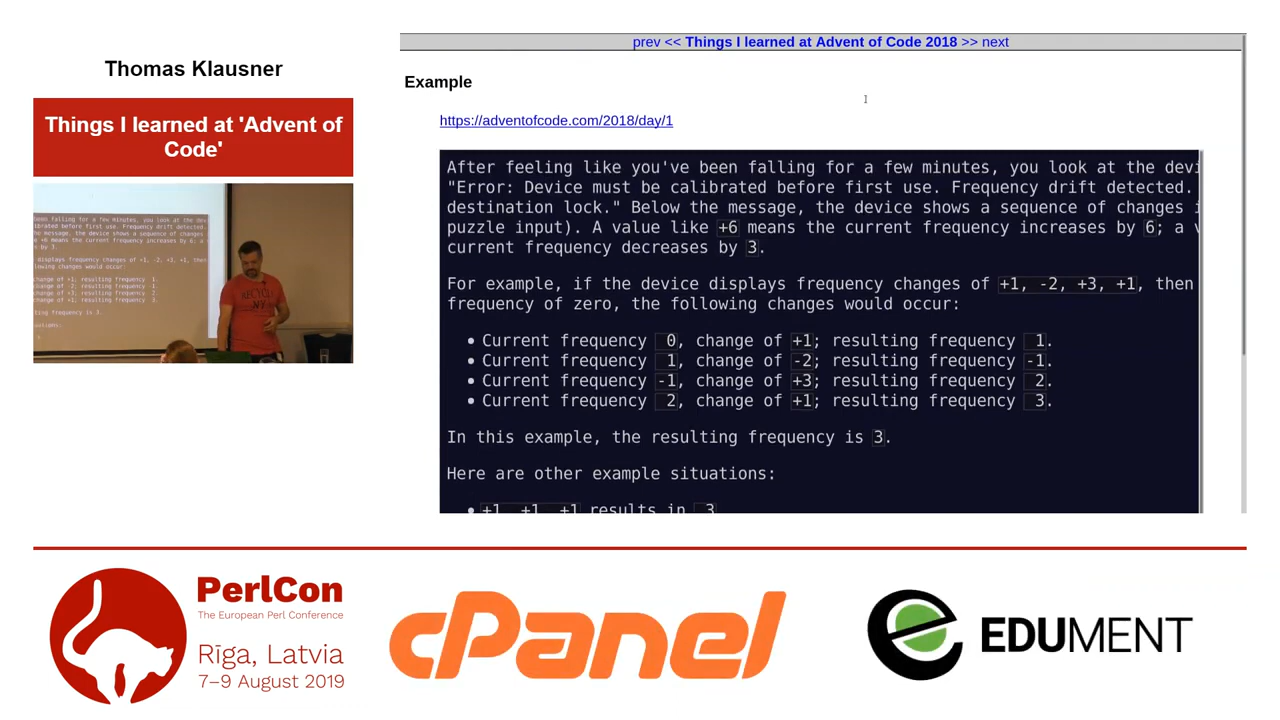 Thomas Klausner
Things I learned at 'Advent of
Code'
prev << Things I learned at Advent of Code 2018 >> next
Example
https://adventofcode.com/2018/day/1
After feeling like you've been falling for a few minutes, you look at the devi
"Error: Device must be calibrated before first use. Frequency drift detected.
destination lock." Below the message, the device shows a sequence of changes i
puzzle input). A value like +6 means the current frequency increases by 6; a v
current frequency decreases by 3.
For example, if the device displays frequency changes of +1, -2, +3, +1, then
frequency of zero, the following changes would occur:
• Current frequency 0, change of +1; resulting frequency 1.
• Current frequency 1, change of -2; resulting frequency -1.
• Current frequency -1, change of +3; resulting frequency 2.
• Current frequency 2, change of +1; resulting frequency 3.
In this example, the resulting frequency is 3.
Here are other example situations:
• +1, +1, +1 results in 3
RECYCLE
PerlCon
The European Perl Conference
Rīga, Latvia
7–9 August 2019
cPanel
EDUMENT